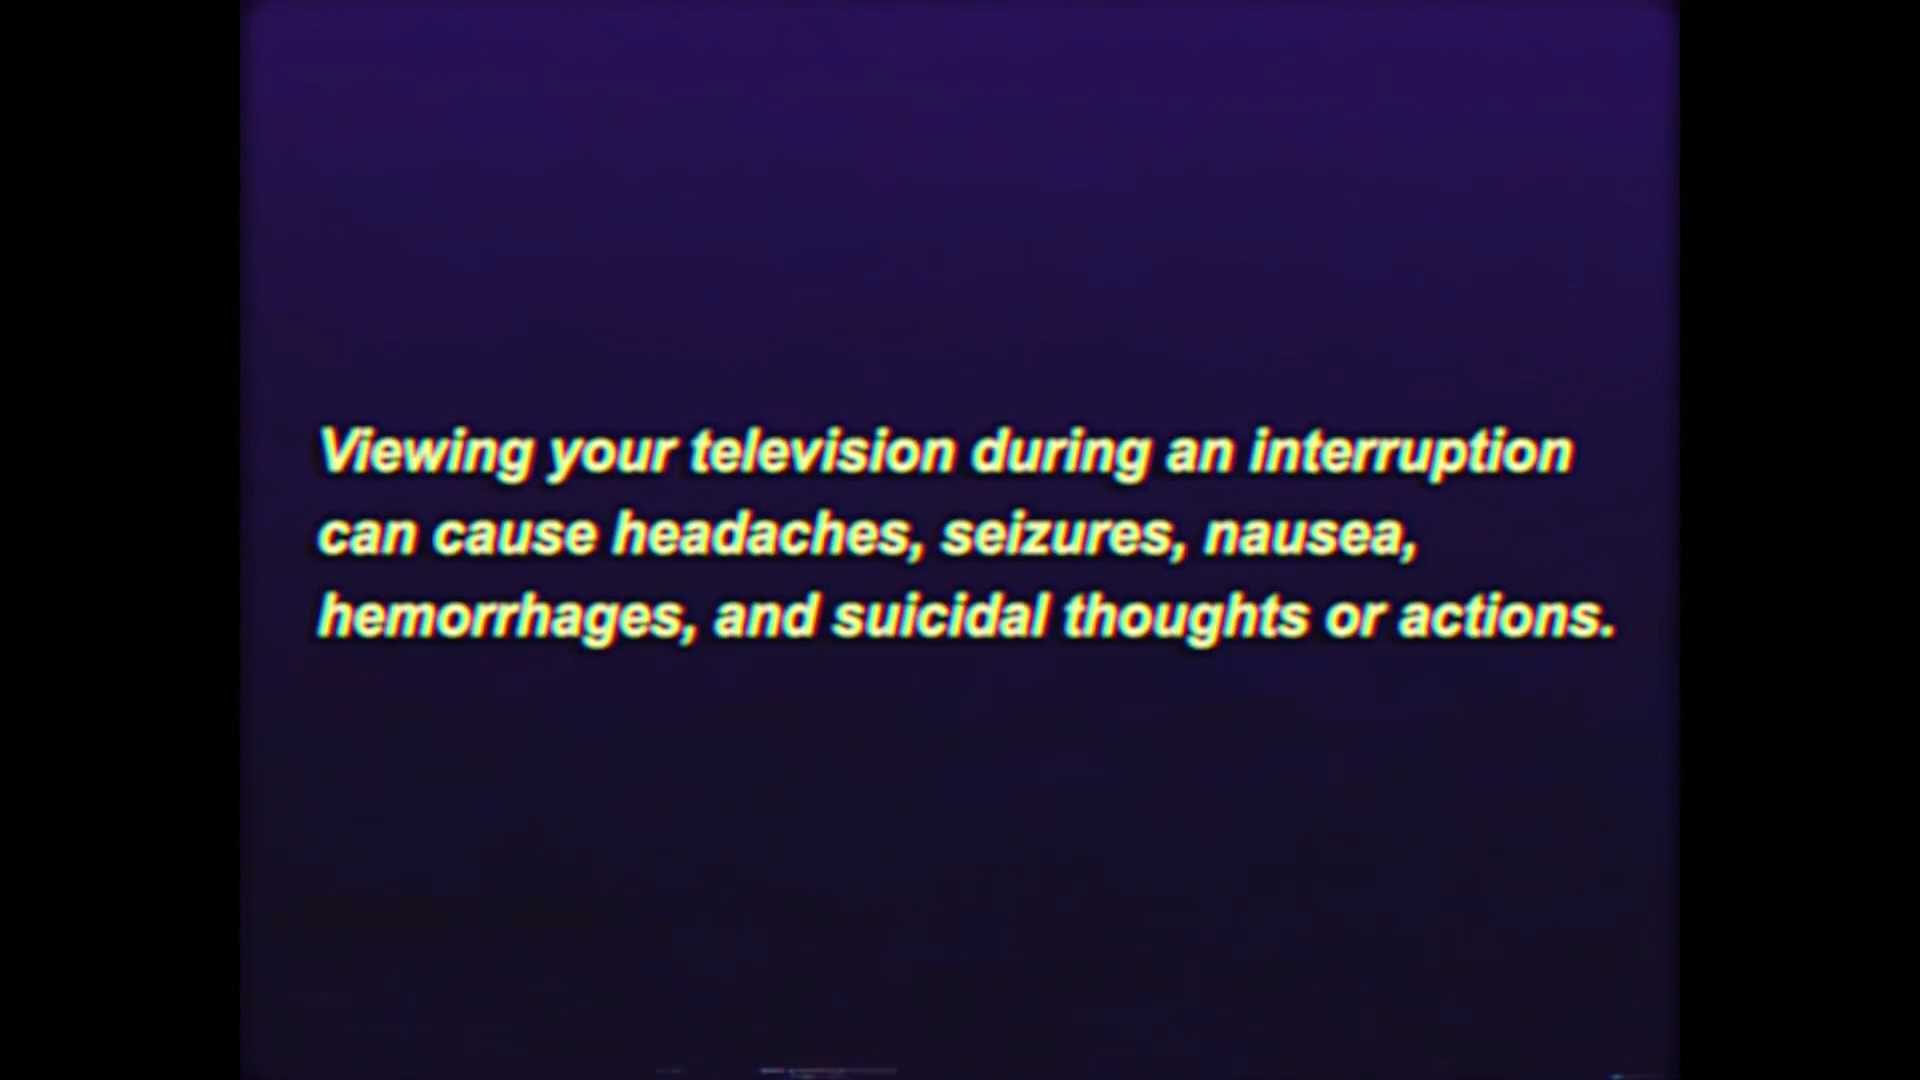 Viewing your television during an interruption
can cause headaches, seizures, nausea,
hemorrhages, and suicidal thoughts or actions.